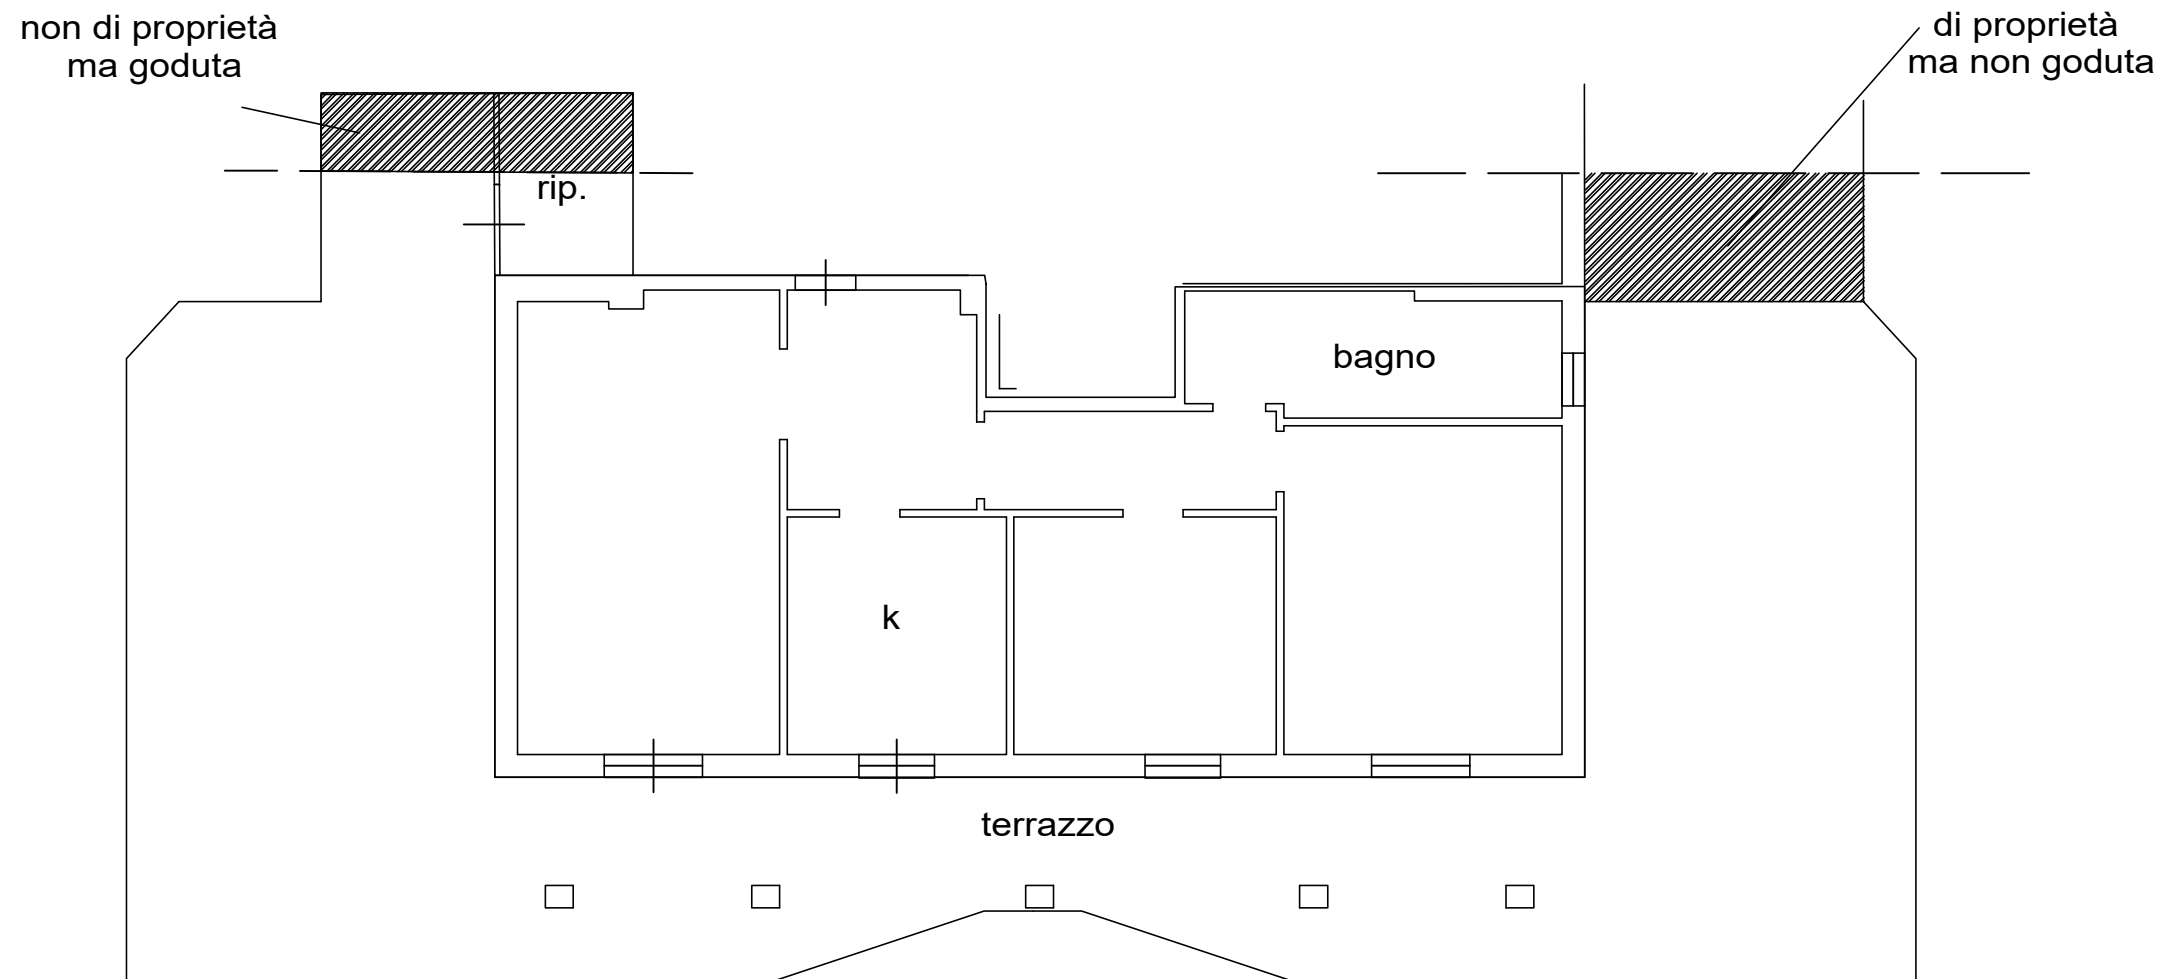 non di proprietà
ma goduta
di proprietà
ma non goduta
rip.
bagno
k
terrazzo